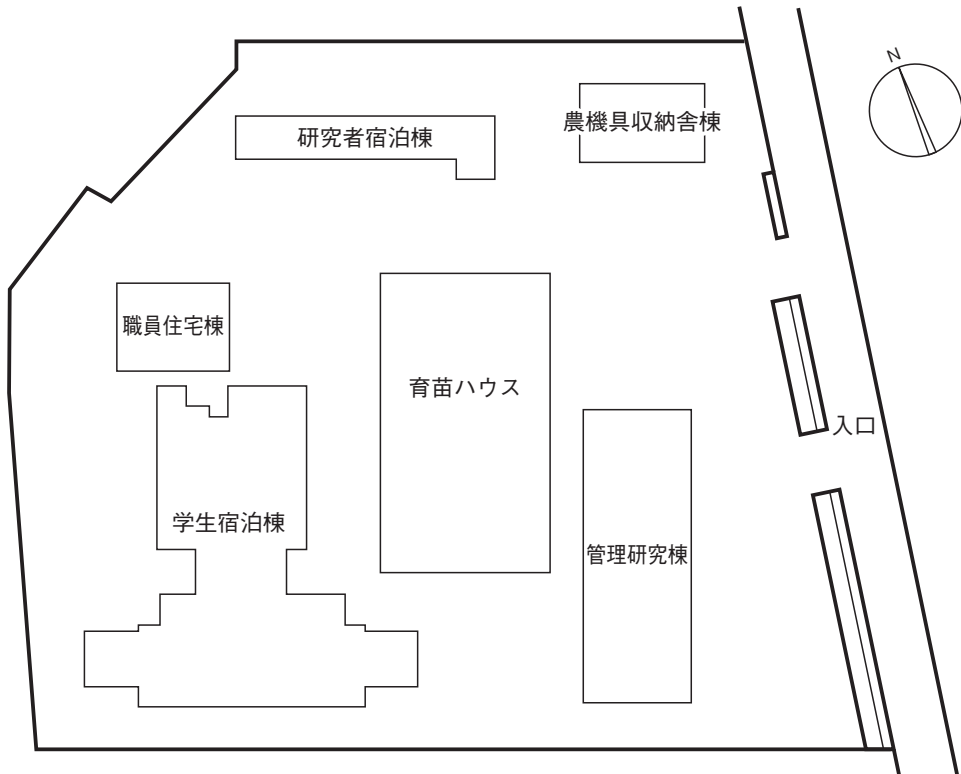 N
研究者宿泊棟
農機具収納舎棟
職員住宅棟
育苗ハウス
入口
学生宿泊棟
管理研究棟